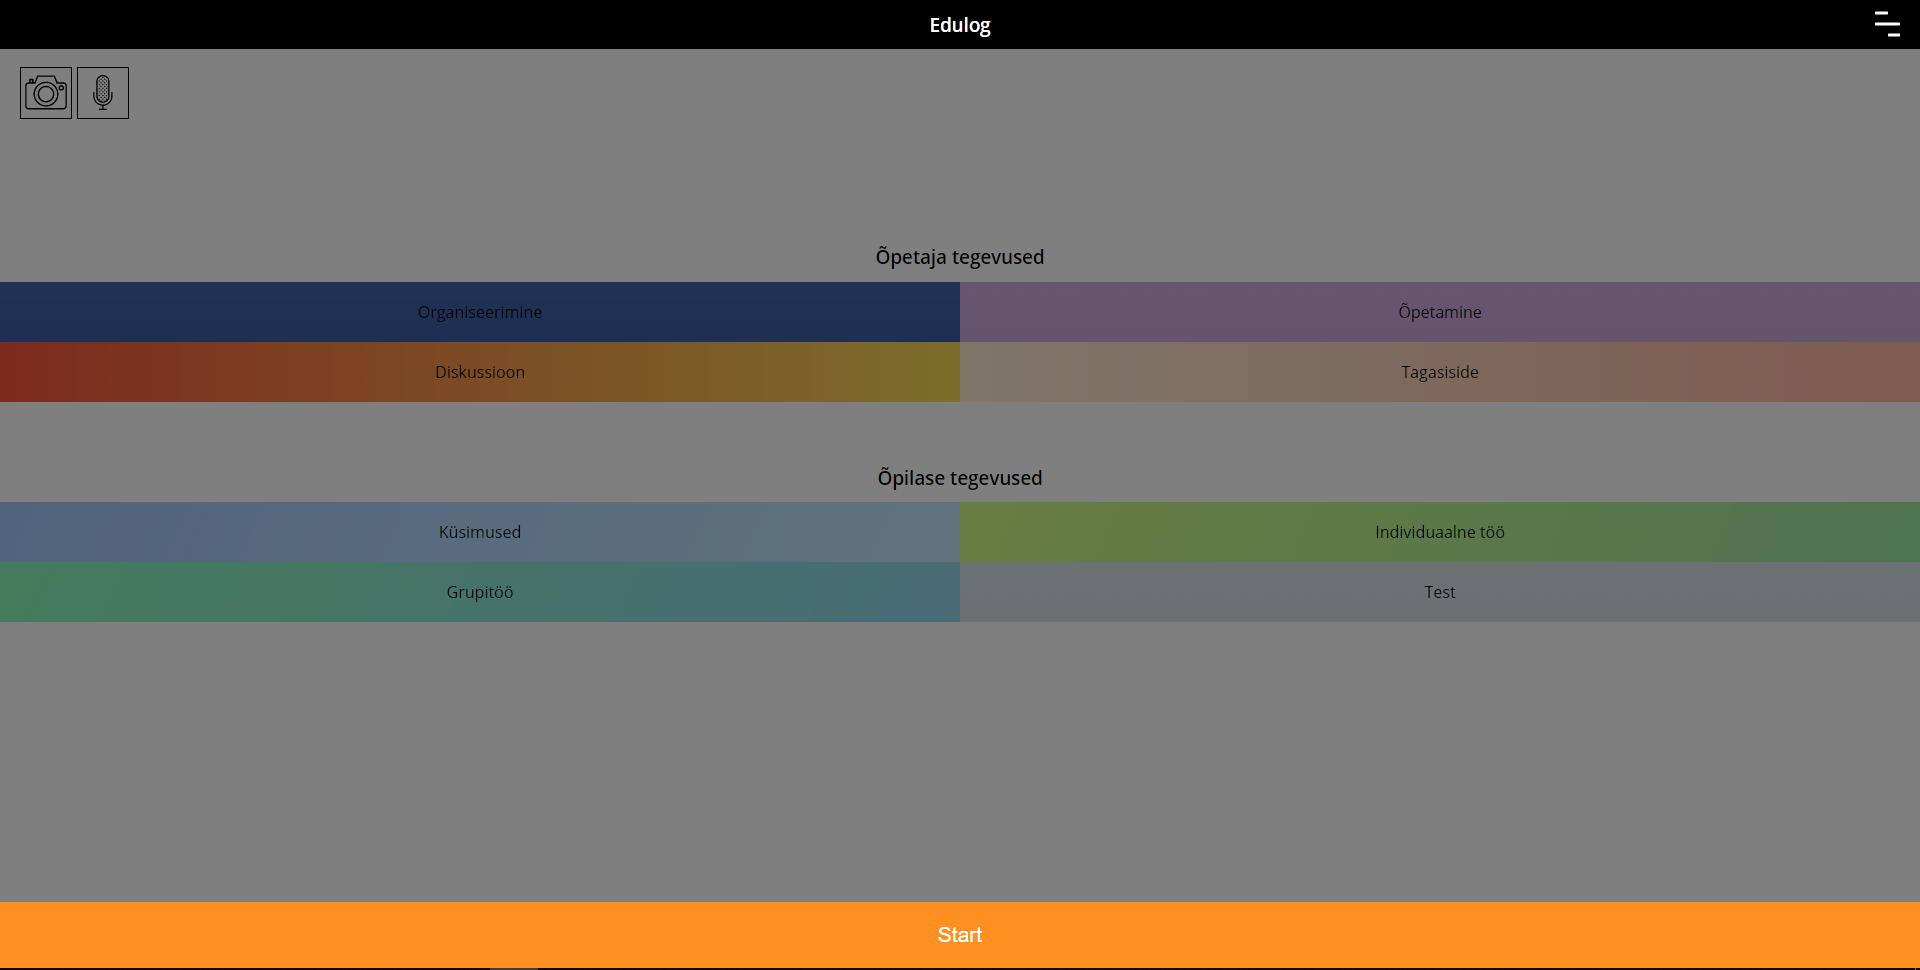 Edulog
Õpetaja tegevused
Organiseerimine
Õpetamine
Diskussioon
Tagasiside
Õpilase tegevused
Küsimused
Individuaalne töö
Grupitöö
Test
Start